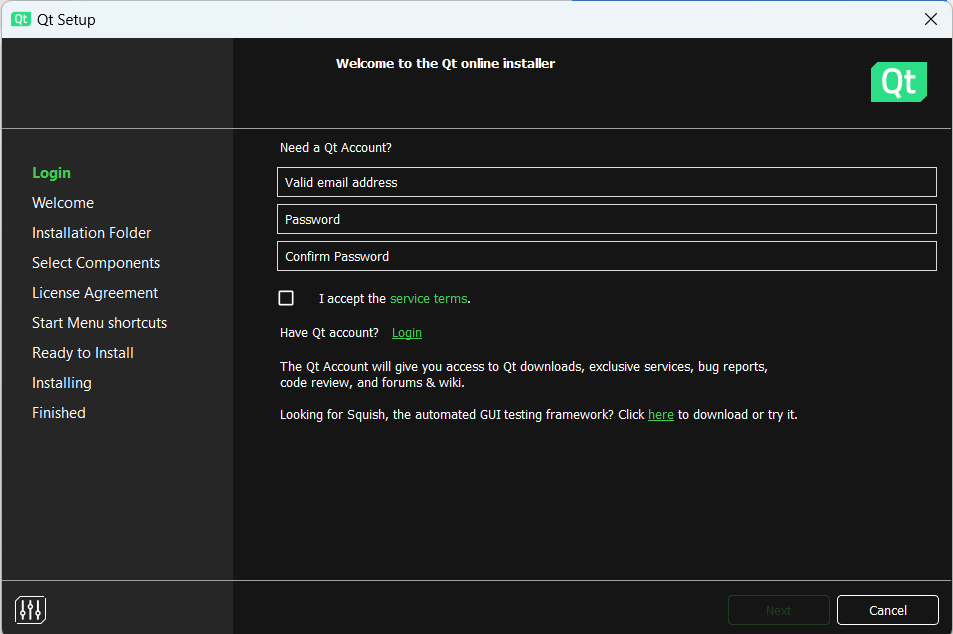 Qt Qt Setup
Welcome to the Qt online installer
Qt
Login
Welcome
Installation Folder
Select Components
License Agreement
Start Menu shortcuts
Ready to Install
Installing
Finished
Need a Qt Account?
Valid email address
Password
Confirm Password
I accept the service terms.
Have Qt account? Login
The Qt Account will give you access to Qt downloads, exclusive services, bug reports,
code review, and forums & wiki.
Looking for Squish, the automated GUI testing framework? Click here to download or try it.
Next
Cancel